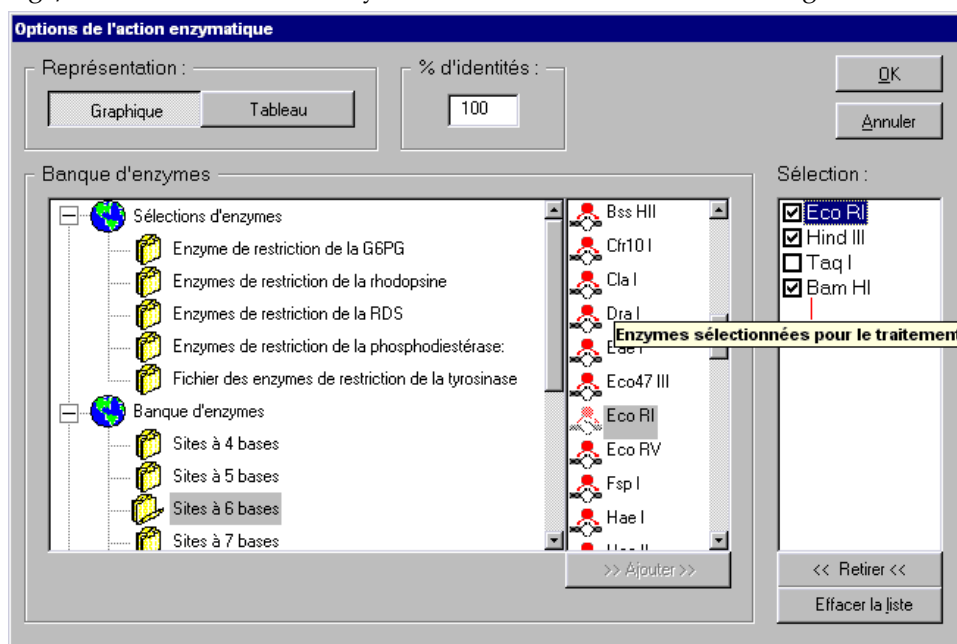 Options de l'action enzymatique
Représentation :
% d'identités :
OK
Graphique
Tableau
100
Annuler
Banque d'enzymes
Sélection :
Sélections d'enzymes
Enzyme de restriction de la G6PG
Enzymes de restriction de la rhodopsine
Enzymes de restriction de la RDS
Enzymes de restriction de la phosphodiestérase:
Fichier des enzymes de restriction de la tyrosinase
Banque d'enzymes
Sites à 4 bases
Sites à 5 bases
Sites à 6 bases
Sites à 7 bases
Bss HII
Cfr10 I
Cla I
Dra I
Eae I
Eco47 III
Eco RI
Eco RV
Fsp I
Hae I
Eco RI
Hind III
Taq I
Bam HI
Enzymes sélectionnées pour le traitement
>> Ajouter >>
<< Retirer <<
Effacer la liste